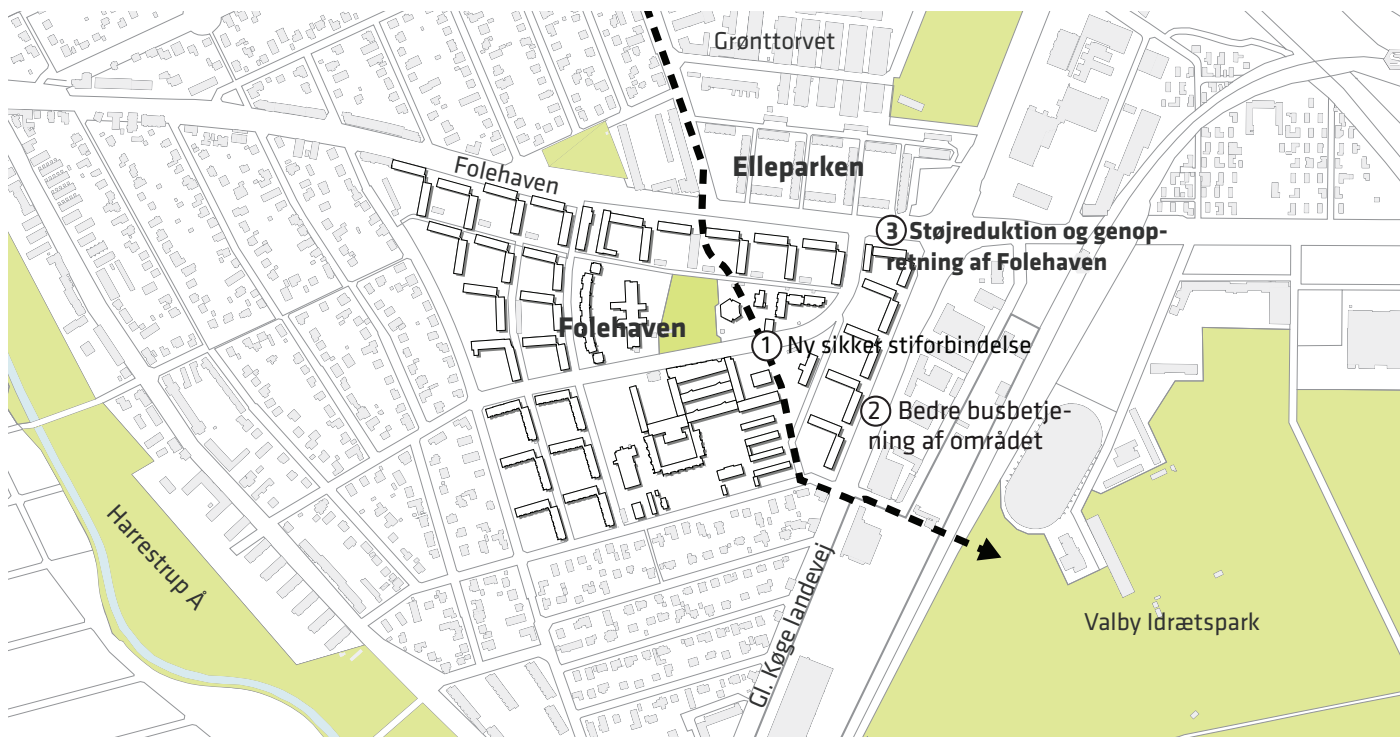 Grønttorvet
Elleparken
Folehaven
3 Støjreduktion og genop-
retning af Folehaven
Folehaven
1 Ny sikker stiforbindelse
2 Bedre busbetje-
ning af området
Harrestrup Å
Gl. Køge landevej
Valby Idrætspark